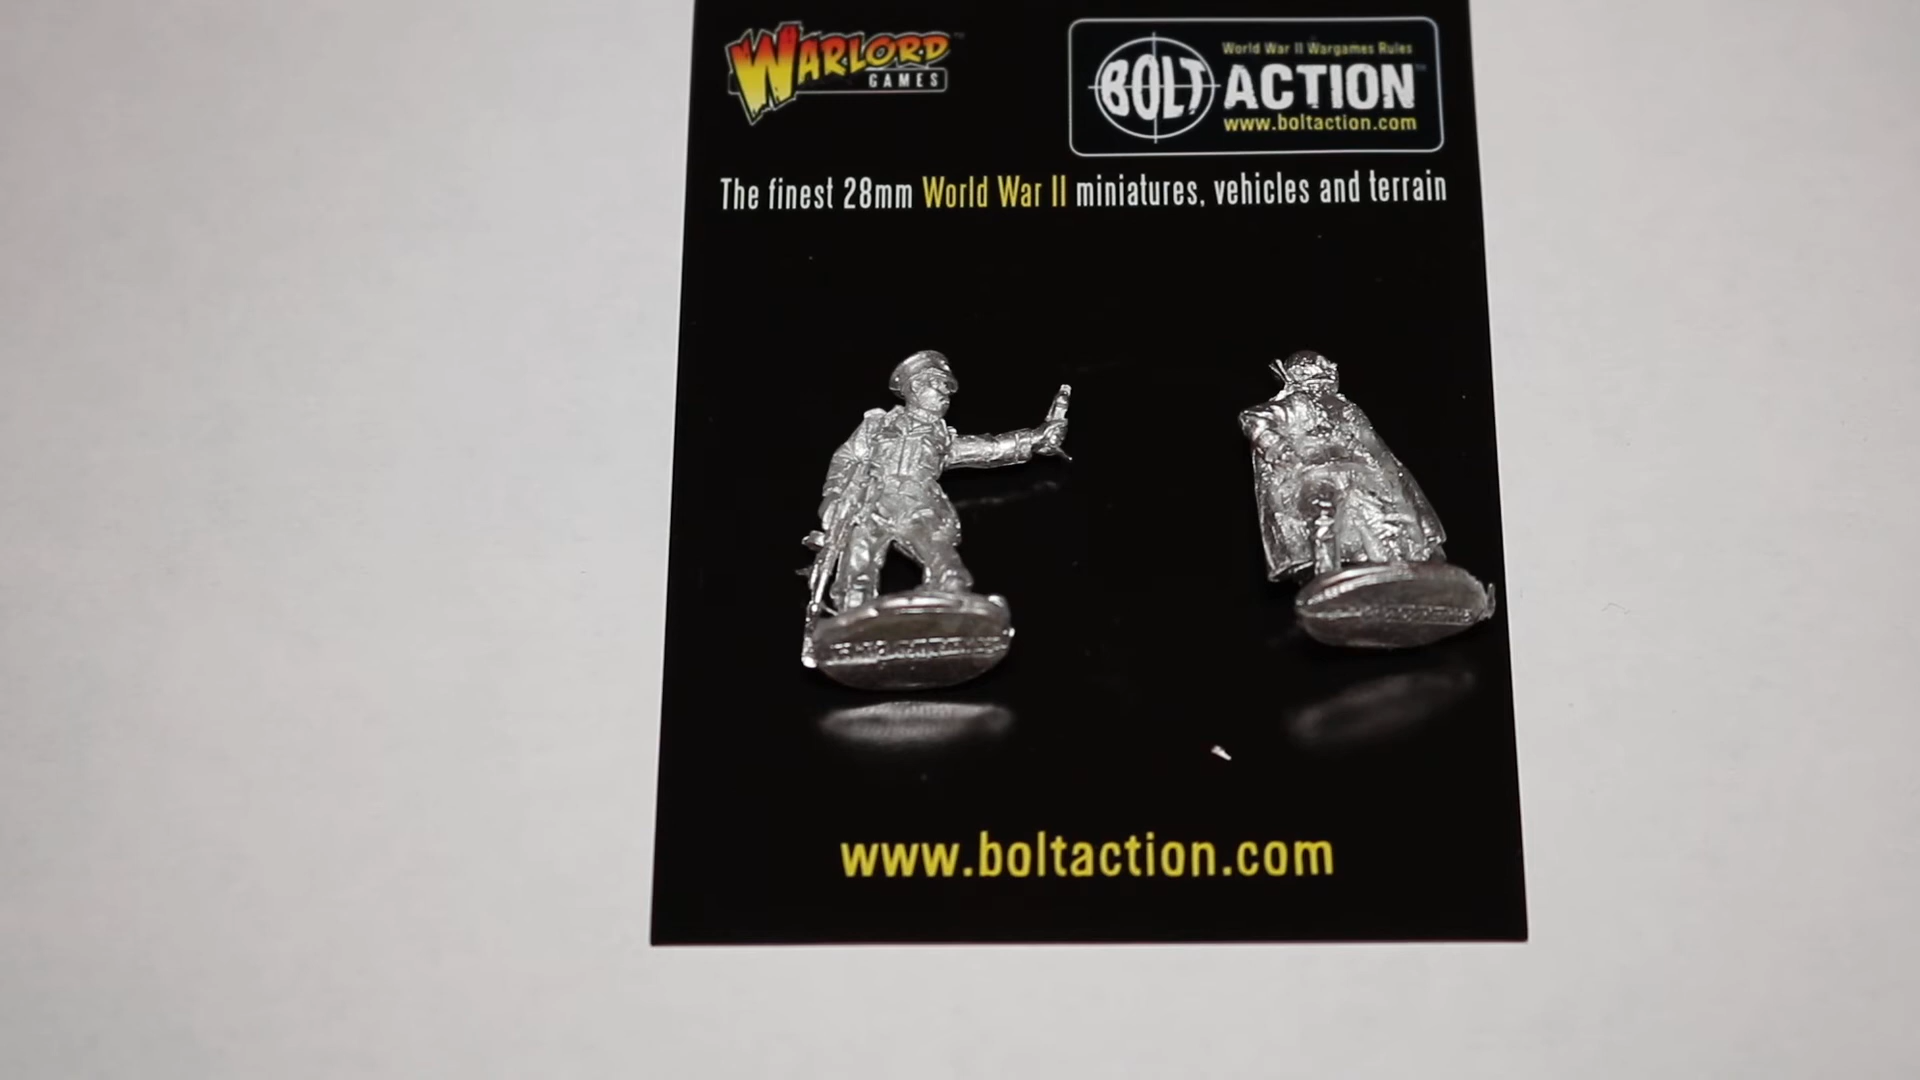 WARLORD
GAMES
World War II Wargames Rules
BOLT ACTION
www.boltaction.com
The finest 28mm World War II miniatures, vehicles and terrain
www.boltaction.com